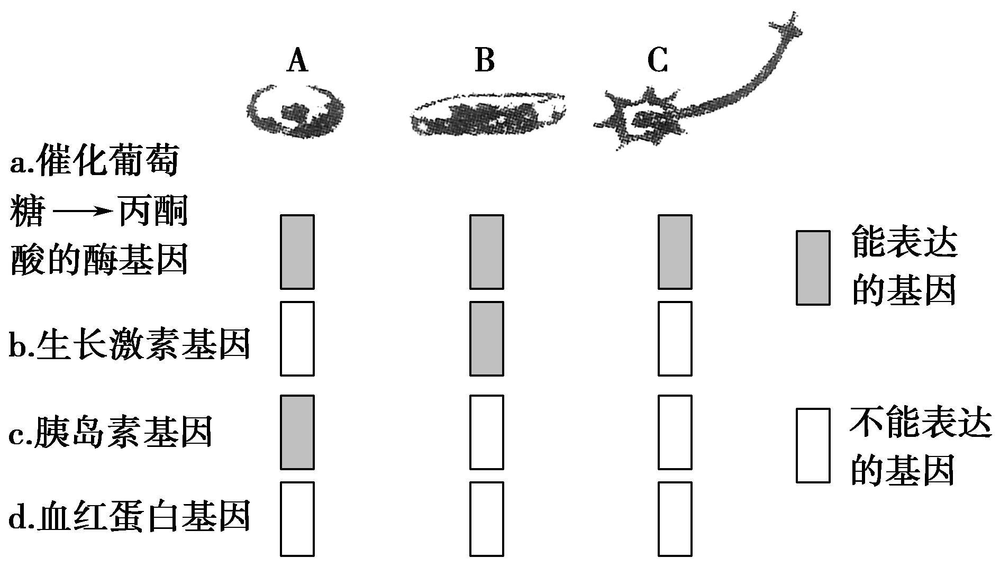 A
B
C
a.催化葡萄
糖→丙酮
酸的酶基因
能表达
的基因
b.生长激素基因
c.胰岛素基因
不能表达
的基因
d.血红蛋白基因